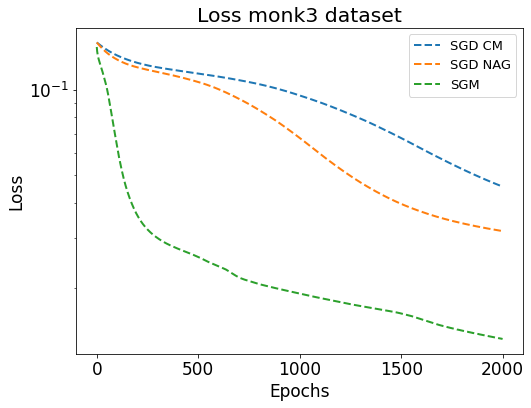 Loss monk3 dataset
SGD CM
SGD NAG
SGM
10⁻¹
Loss
0 500 1000 1500 2000
Epochs